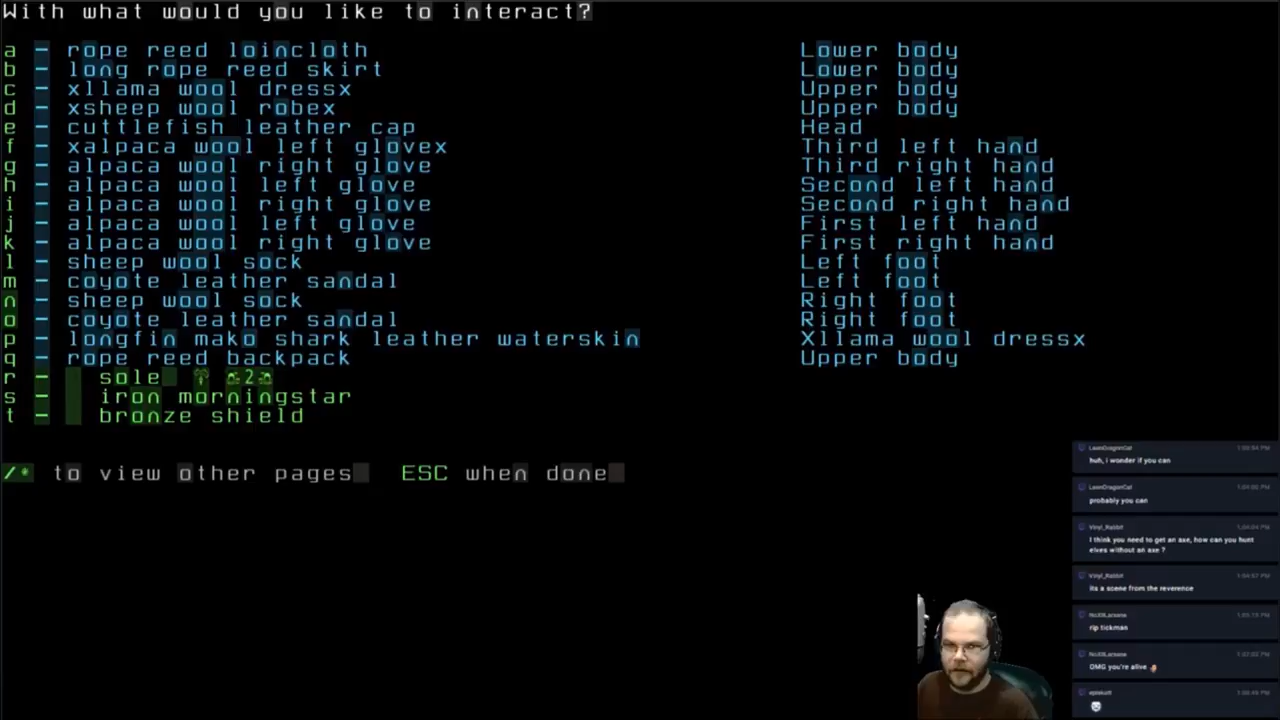 With what would you like to interact?
a - rope reed loincloth Lower body
b - long rope reed skirt Lower body
c - xllama wool dressx Upper body
d - xsheep wool robex Upper body
e - cuttlefish leather cap Head
f - xalpaca wool left glovex Third left hand
g - alpaca wool right glove Third right hand
h - alpaca wool left glove Second left hand
i - alpaca wool right glove Second right hand
j - alpaca wool left glove First left hand
k - alpaca wool right glove First right hand
l - sheep wool sock Left foot
m - coyote leather sandal Left foot
n - sheep wool sock Right foot
o - coyote leather sandal Right foot
p - longfin mako shark leather waterskin Xllama wool dressx
q - rope reed backpack Upper body
r - sole 2
s - iron morningstar
t - bronze shield
/* to view other pages ESC when done
huh, i wonder if you can
probably you can
Vinyl_Rabbit
I think you need to get an axe, how can you hunt
elves without an axe ?
Vinyl_Rabbit
its a scene from the reverence
rip tickman
OMG you're alive